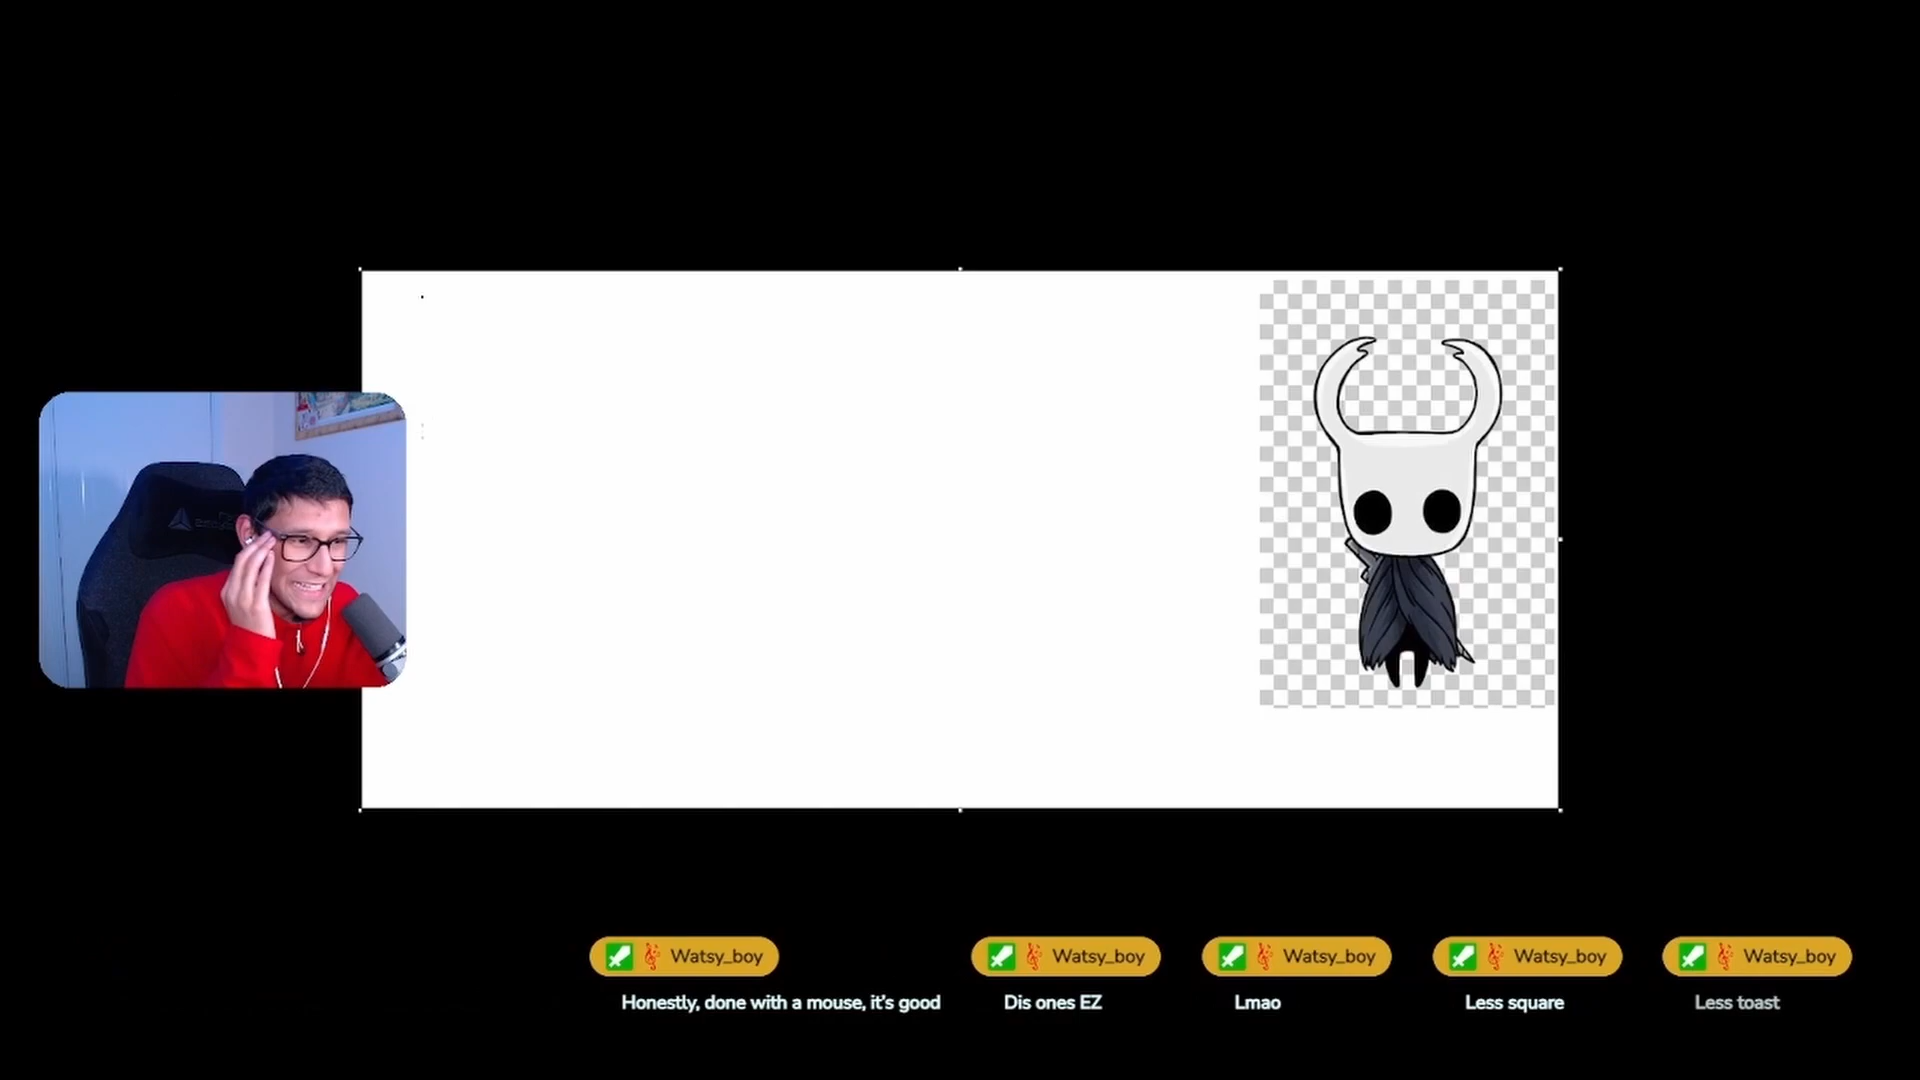 Watsy_boy
Honestly, done with a mouse, it's good
Watsy_boy
Dis ones EZ
Watsy_boy
Lmao
Watsy_boy
Less square
Watsy_boy
Less toast